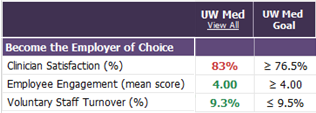 UW Med UW Med
View All Goal
Become the Employer of Choice
Clinician Satisfaction (%) 83% ≥ 76.5%
Employee Engagement (mean score) 4.00 ≥ 4.00
Voluntary Staff Turnover (%) 9.3% ≤ 9.5%